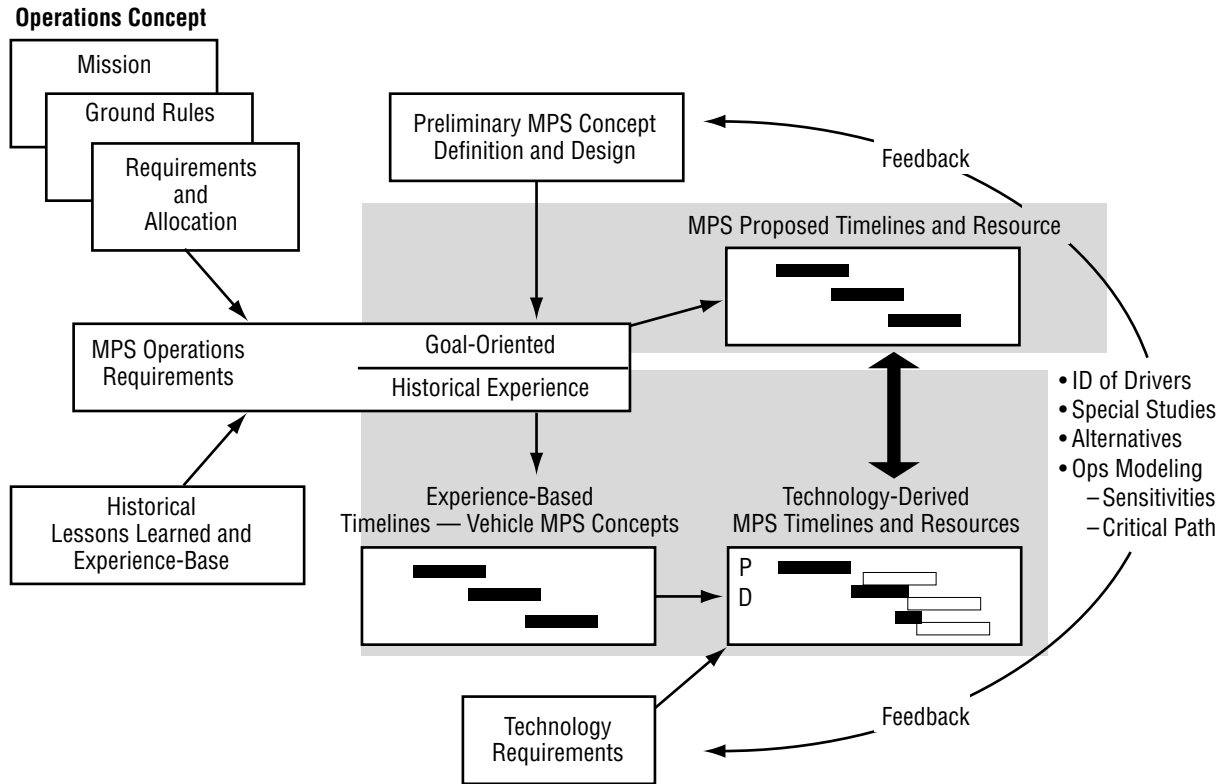 Operations Concept
Mission
Ground Rules
Requirements
and
Allocation
Preliminary MPS Concept
Definition and Design
Feedback
MPS Proposed Timelines and Resource
MPS Operations
Requirements
Goal-Oriented
Historical Experience
• ID of Drivers
• Special Studies
• Alternatives
• Ops Modeling
– Sensitivities
– Critical Path
Historical
Lessons Learned and
Experience-Base
Experience-Based
Timelines — Vehicle MPS Concepts
Technology-Derived
MPS Timelines and Resources
P
D
Technology
Requirements
Feedback